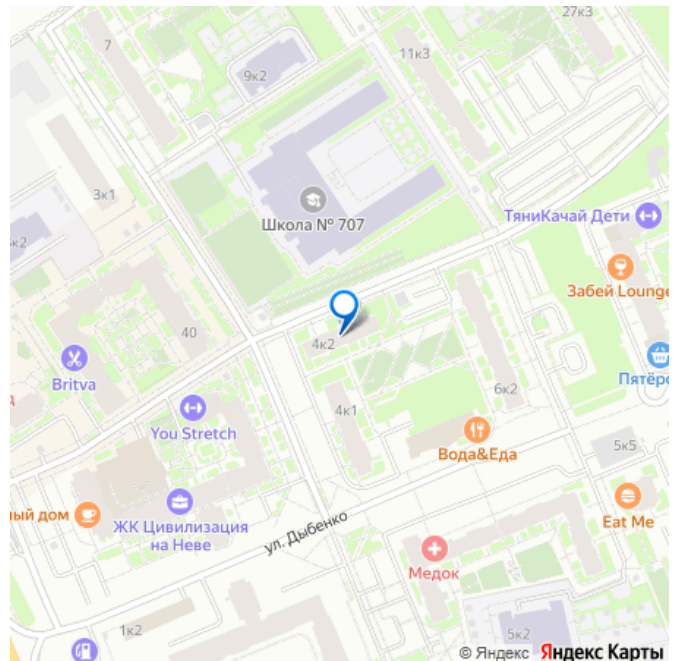 27к3
7
11к3
9к2
3к1
Школа № 707
ТяниКачай Дети
к2
Забей Lounge
40
4к2
Britva
Пятёро
6к2
4к1
You Stretch
Вода&Еда
5к5
ный дом
ЖК Цивилизация
на Неве
Eat Me
ул. Дыбенко
Медок
1к2
5к2
© Яндекс Яндекс Карты